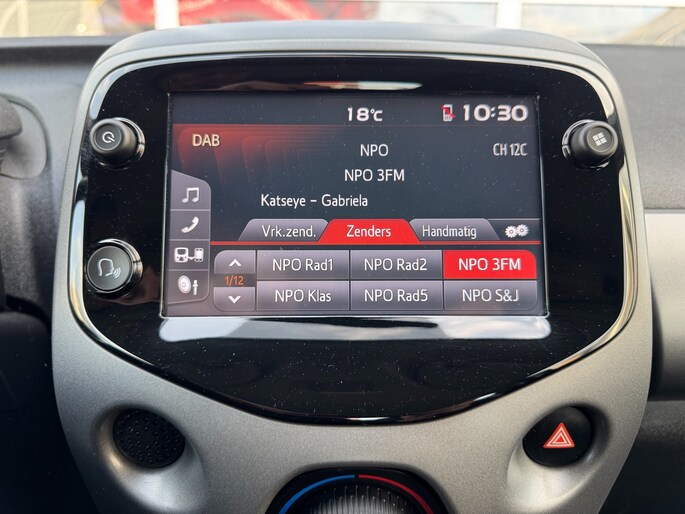 18°C
10:30
DAB
NPO
CH 12C
NPO 3FM
Katseye - Gabriela
Vrk.zend. Zenders Handmatig
1/12
NPO Rad1 NPO Rad2 NPO 3FM
NPO Klas NPO Rad5 NPO S&J